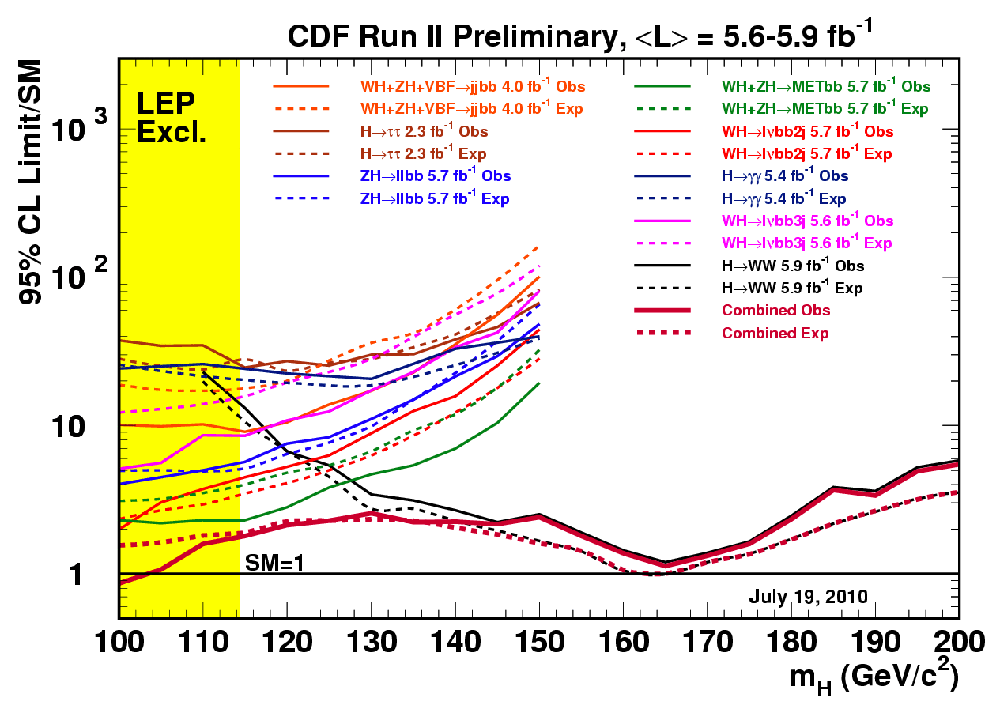 CDF Run II Preliminary, <L> = 5.6-5.9 fb⁻¹
95% CL Limit/SM
10³
10²
10
1
LEP
Excl.
WH+ZH+VBF→jjbb 4.0 fb⁻¹ Obs
WH+ZH+VBF→jjbb 4.0 fb⁻¹ Exp
H→ττ 2.3 fb⁻¹ Obs
H→ττ 2.3 fb⁻¹ Exp
ZH→llbb 5.7 fb⁻¹ Obs
ZH→llbb 5.7 fb⁻¹ Exp
WH+ZH→METbb 5.7 fb⁻¹ Obs
WH+ZH→METbb 5.7 fb⁻¹ Exp
WH→lνbb2j 5.7 fb⁻¹ Obs
WH→lνbb2j 5.7 fb⁻¹ Exp
H→γγ 5.4 fb⁻¹ Obs
H→γγ 5.4 fb⁻¹ Exp
WH→lνbb3j 5.6 fb⁻¹ Obs
WH→lνbb3j 5.6 fb⁻¹ Exp
H→WW 5.9 fb⁻¹ Obs
H→WW 5.9 fb⁻¹ Exp
Combined Obs
Combined Exp
SM=1
July 19, 2010
100 110 120 130 140 150 160 170 180 190 200
m_H (GeV/c²)